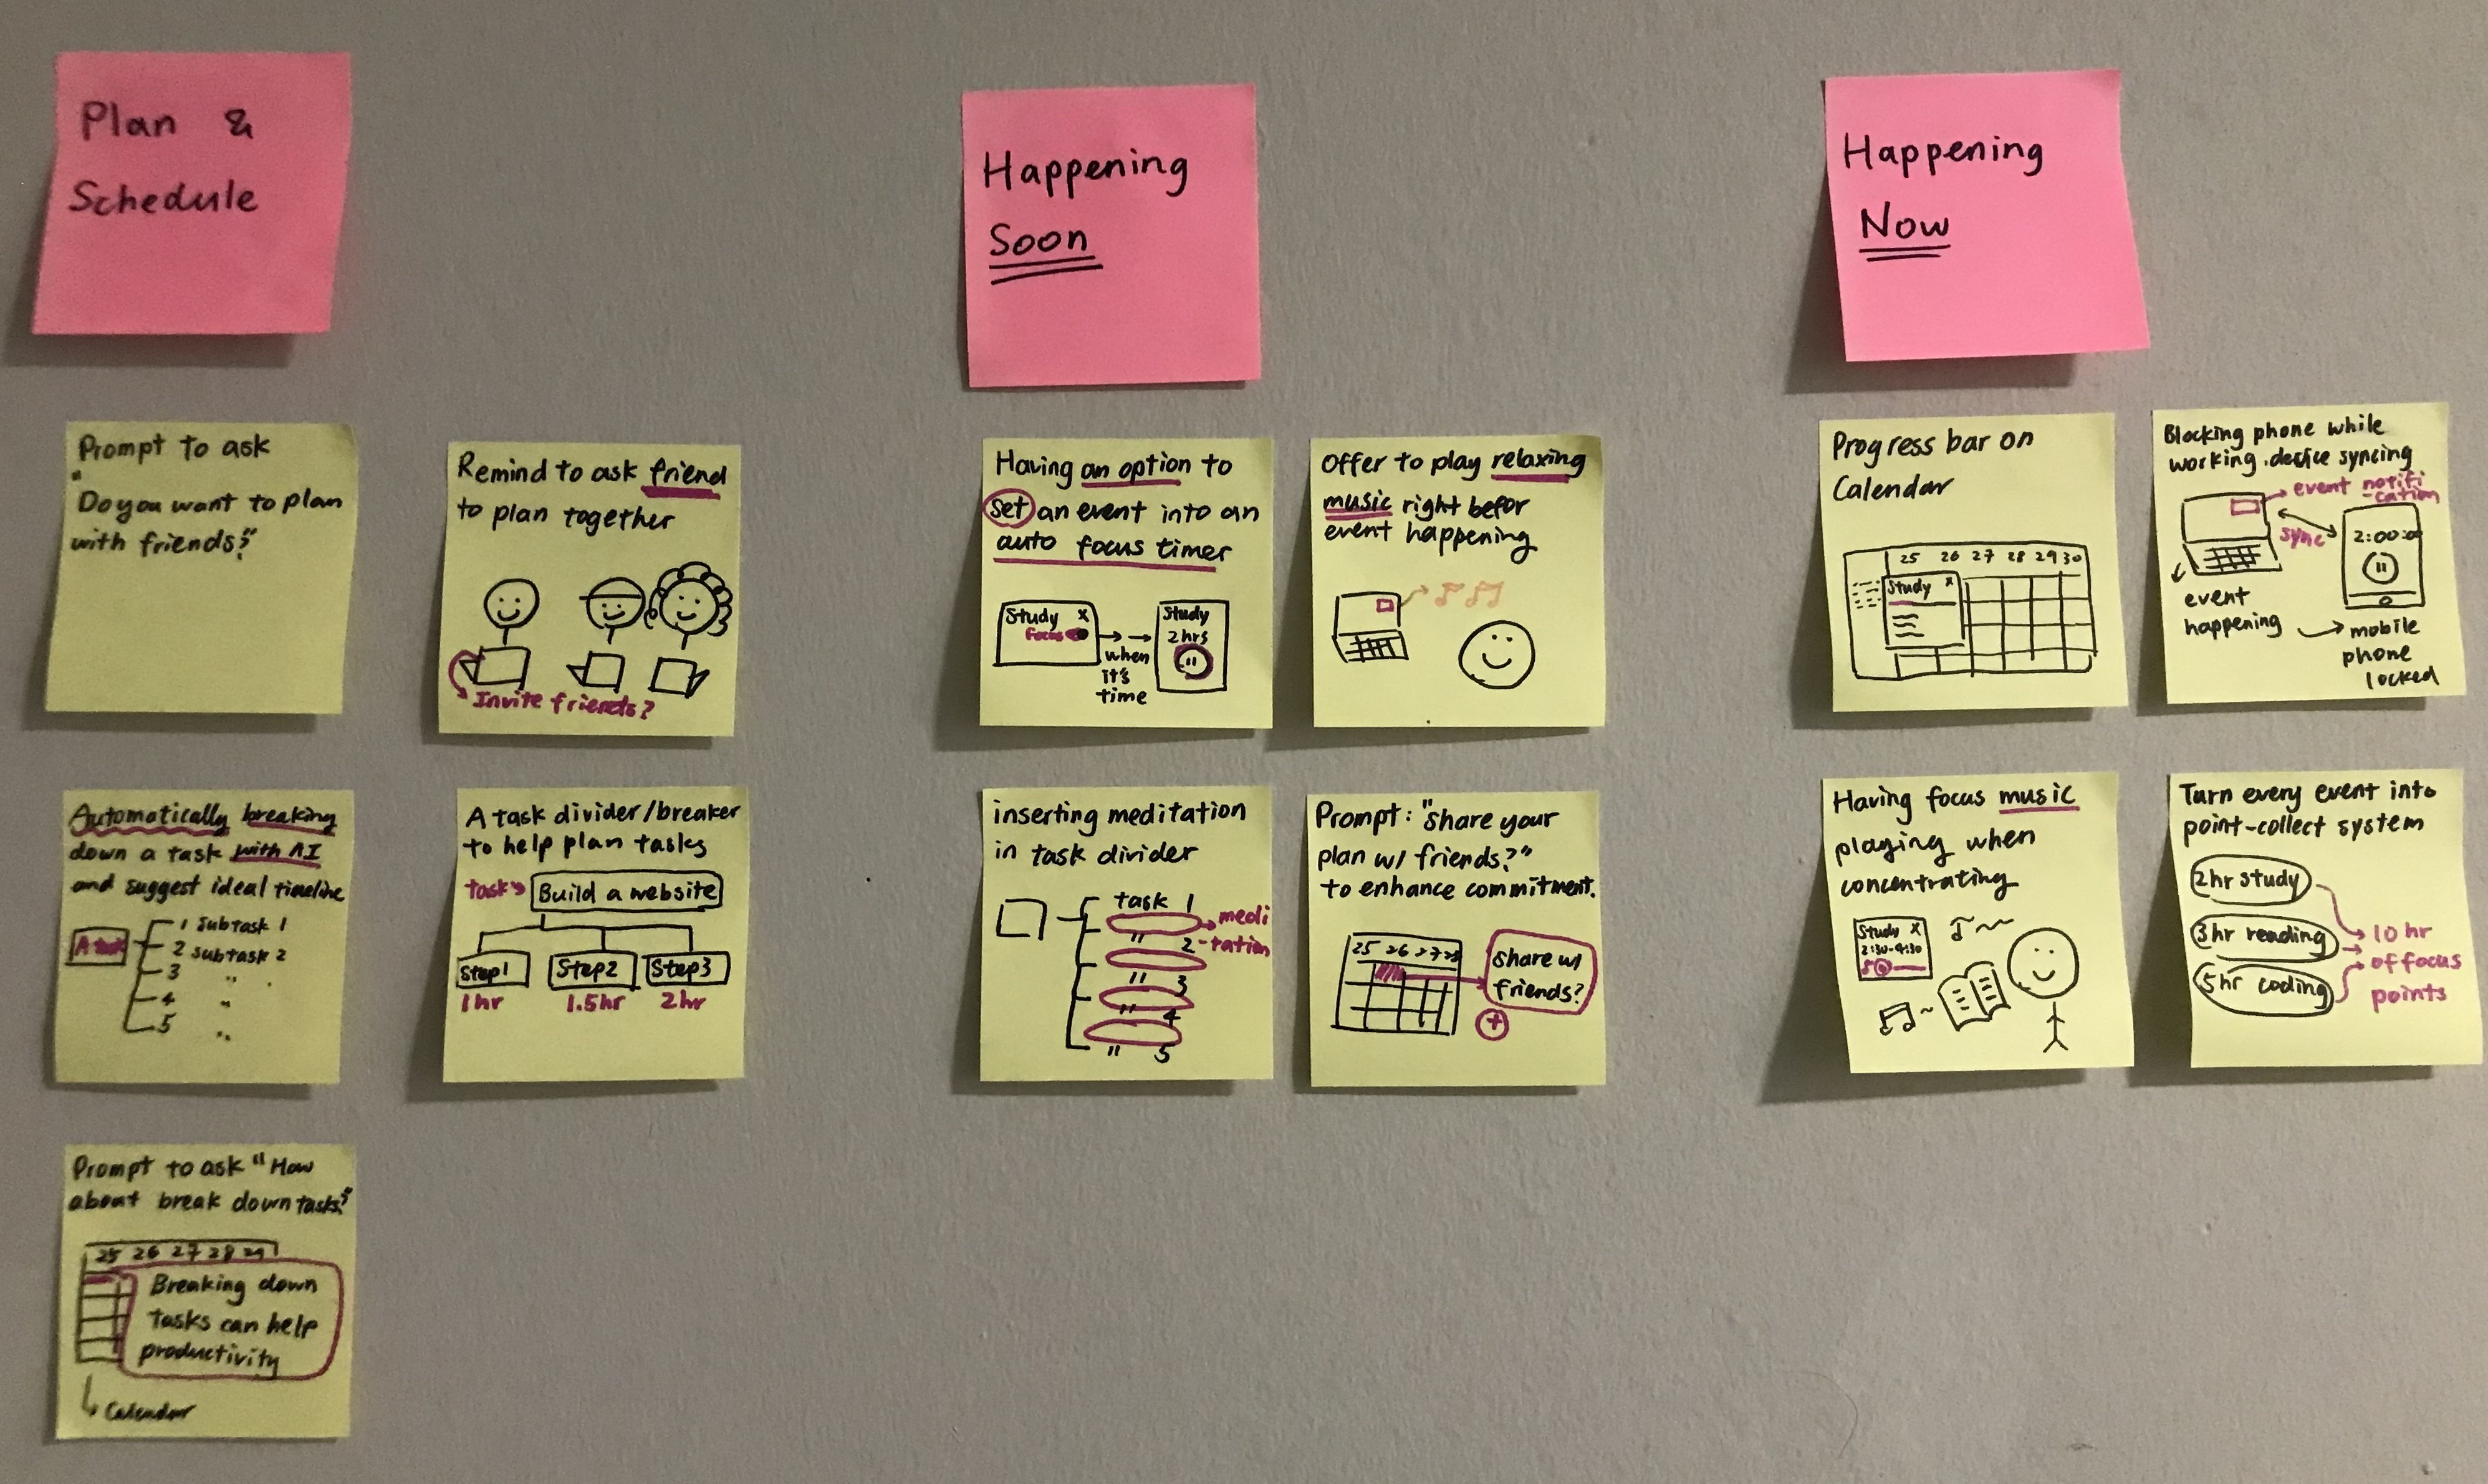 Plan &
Schedule
Happening
Soon
Happening
Now
Prompt to ask
"Do you want to plan
with friends?"
Remind to ask friend
to plan together
Invite friends?
Automatically breaking
down a task with AI
and suggest ideal timeline
A task
1 Subtask 1
2 Subtask 2
3 "
4 "
5 "
A task divider/breaker
to help plan tasks
task
Build a website
Step1 Step2 Step3
1hr 1.5hr 2hr
Prompt to ask "How
about break down tasks?"
25 26 27 28 29
Breaking down
tasks can help
productivity
Calendar
Having an option to
set an event into an
auto focus timer
Study x
Focus
when
it's
time
Study
2hrs
Offer to play relaxing
music right befor
event happening
inserting meditation
in task divider
task 1
" 2
" 3
" 4
" 5
medi
-tation
Prompt: "share your
plan w/ friends?"
to enhance commitment.
25 26 27 28
share w/
friends?
+
Progress bar on
Calendar
25 26 27 28 29 30
Study x
Blocking phone while
working. device syncing
event notifi
-cation
sync
2:00:00
event
happening
mobile
phone
locked
Having focus music
playing when
concentrating
Study x
2:30-4:30
Turn every event into
point-collect system
2hr study
3hr reading
5hr coding
10 hr
of focus
points